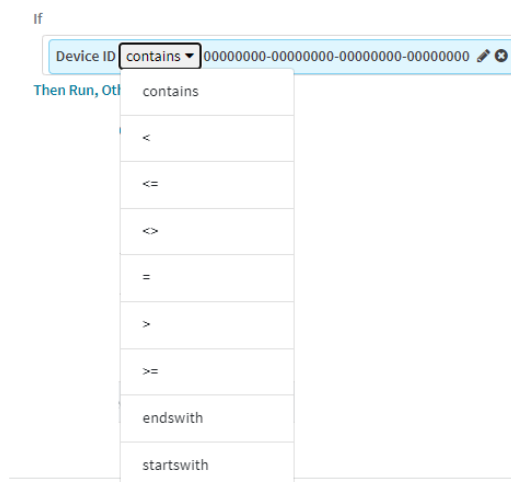 If
Device ID contains 00000000-00000000-00000000-00000000
Then Run, Oth
contains
<
<=
<>
=
>
>=
endswith
startswith